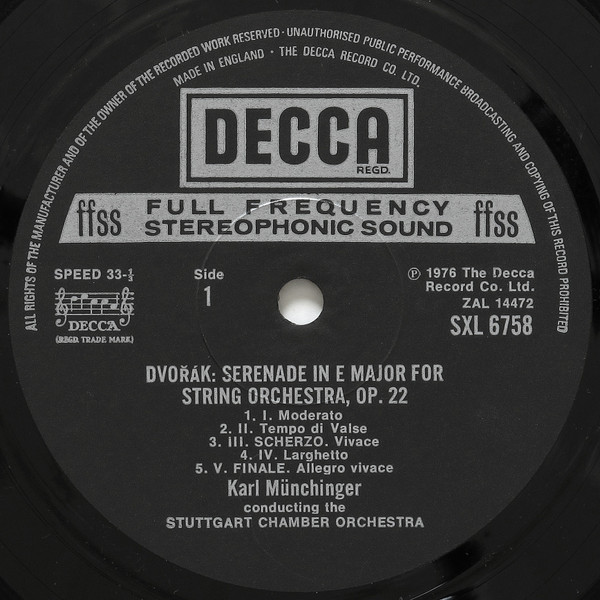 ALL RIGHTS OF THE MANUFACTURER AND OF THE OWNER OF THE RECORDED WORK RESERVED · UNAUTHORISED PUBLIC PERFORMANCE BROADCASTING AND COPYING OF THIS RECORD PROHIBITED
MADE IN ENGLAND · THE DECCA RECORD CO. LTD.
DECCA
REGD.
ffss FULL FREQUENCY ffss
STEREOPHONIC SOUND
SPEED 33-⅓
DECCA
(REGD. TRADE MARK)
Side
1
℗ 1976 The Decca
Record Co. Ltd.
ZAL 14472
SXL 6758
DVOŘÁK: SERENADE IN E MAJOR FOR
STRING ORCHESTRA, OP. 22
1. I. Moderato
2. II. Tempo di Valse
3. III. SCHERZO. Vivace
4. IV. Larghetto
5. V. FINALE. Allegro vivace
Karl Münchinger
conducting the
STUTTGART CHAMBER ORCHESTRA